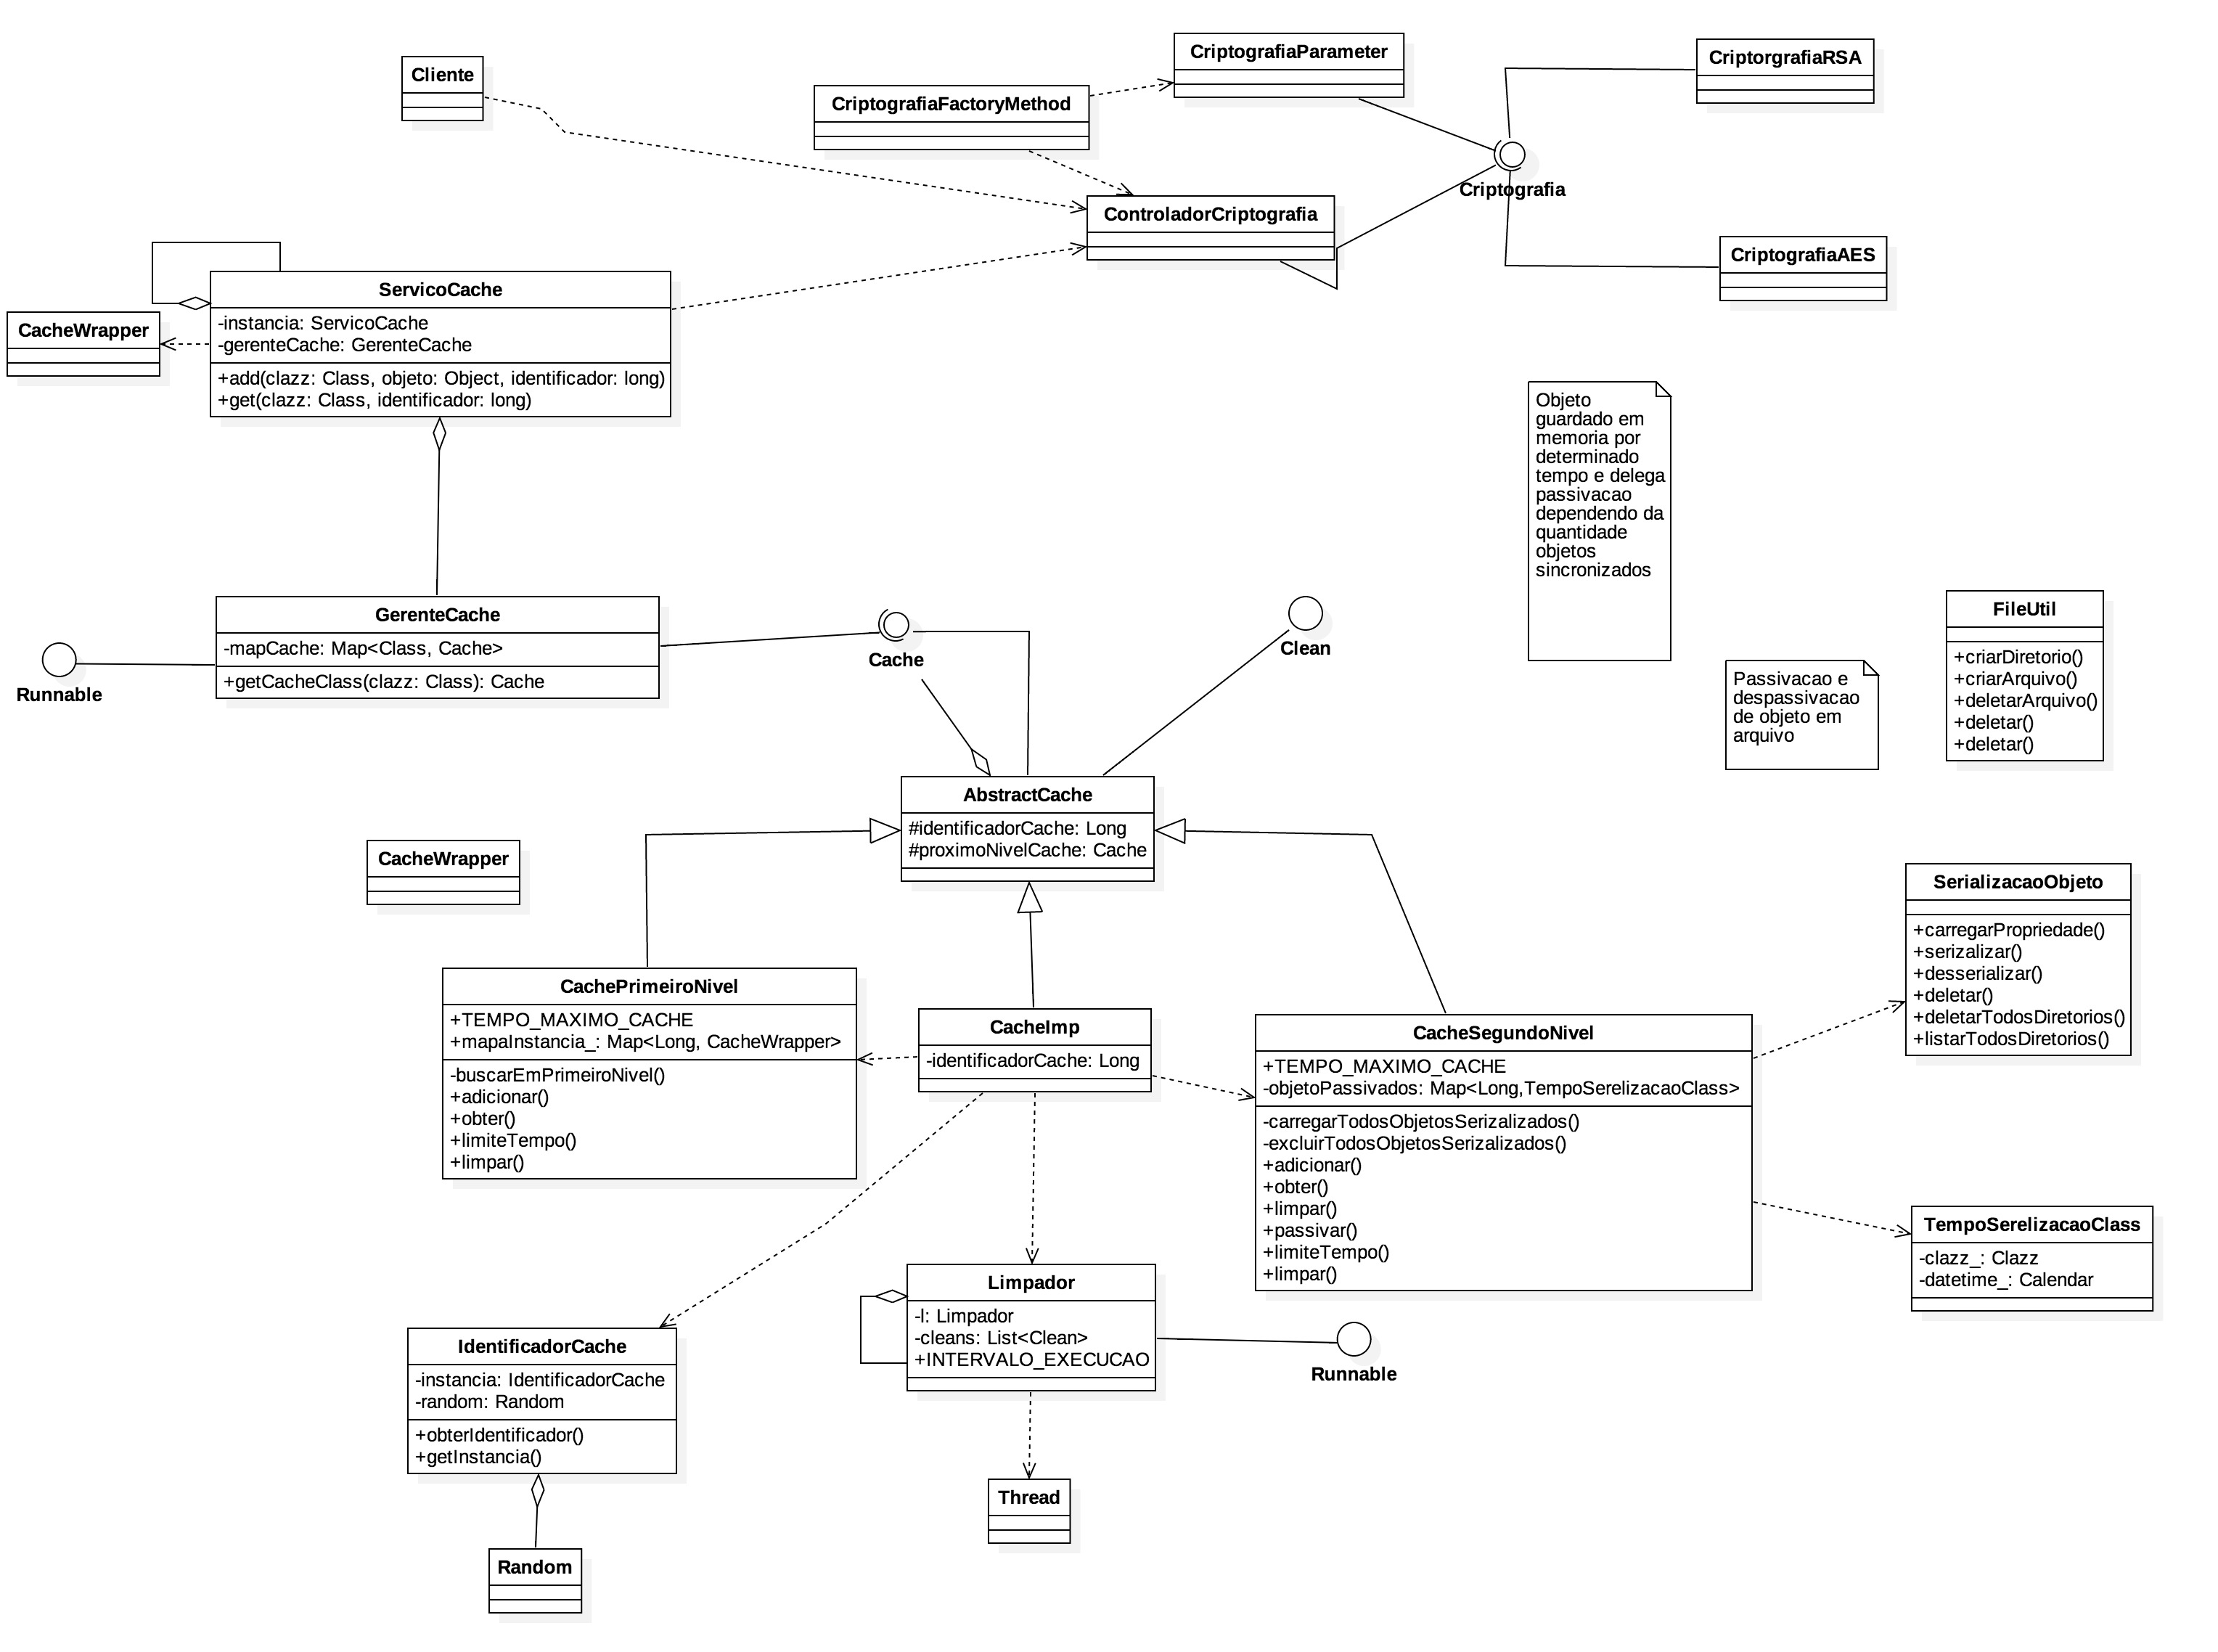 Cliente
CriptografiaFactoryMethod
CriptografiaParameter
CriptorgrafiaRSA
Criptografia
ControladorCriptografia
CriptografiaAES
ServicoCache
-instancia: ServicoCache
-gerenteCache: GerenteCache
+add(clazz: Class, objeto: Object, identificador: long)
+get(clazz: Class, identificador: long)
CacheWrapper
Objeto
guardado em
memoria por
determinado
tempo e delega
passivacao
dependendo da
quantidade
objetos
sincronizados
Runnable
GerenteCache
-mapCache: Map<Class, Cache>
+getCacheClass(clazz: Class): Cache
Cache
Clean
Passivacao e
despassivacao
de objeto em
arquivo
FileUtil
+criarDiretorio()
+criarArquivo()
+deletarArquivo()
+deletar()
+deletar()
AbstractCache
#identificadorCache: Long
#proximoNivelCache: Cache
CacheWrapper
SerializacaoObjeto
+carregarPropriedade()
+serizalizar()
+desserializar()
+deletar()
+deletarTodosDiretorios()
+listarTodosDiretorios()
CachePrimeiroNivel
+TEMPO_MAXIMO_CACHE
+mapaInstancia_: Map<Long, CacheWrapper>
-buscarEmPrimeiroNivel()
+adicionar()
+obter()
+limiteTempo()
+limpar()
CacheImp
-identificadorCache: Long
CacheSegundoNivel
+TEMPO_MAXIMO_CACHE
-objetoPassivados: Map<Long,TempoSerelizacaoClass>
-carregarTodosObjetosSerizalizados()
-excluirTodosObjetosSerizalizados()
+adicionar()
+obter()
+limpar()
+passivar()
+limiteTempo()
+limpar()
TempoSerelizacaoClass
-clazz_: Clazz
-datetime_: Calendar
Limpador
-l: Limpador
-cleans: List<Clean>
+INTERVALO_EXECUCAO
Runnable
IdentificadorCache
-instancia: IdentificadorCache
-random: Random
+obterIdentificador()
+getInstancia()
Thread
Random